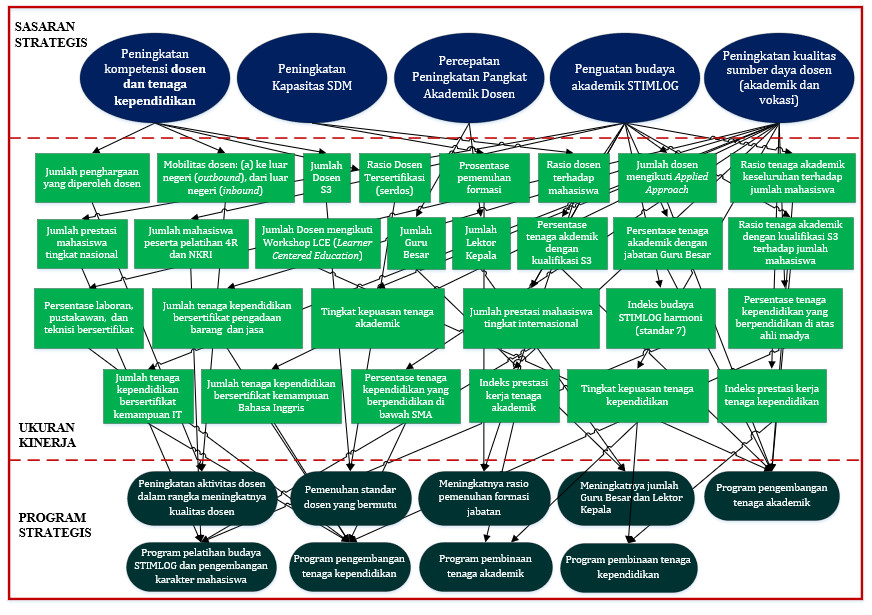 SASARAN
STRATEGIS
Peningkatan
kompetensi dosen
dan tenaga
kependidikan
Peningkatan
Kapasitas SDM
Percepatan
Peningkatan Pangkat
Akademik Dosen
Penguatan budaya
akademik STIMLOG
Peningkatan kualitas
sumber daya dosen
(akademik dan
vokasi)
Jumlah penghargaan
yang diperoleh dosen
Mobilitas dosen: (a) ke luar
negeri (outbound), dari luar
negeri (inbound)
Jumlah
Dosen
S3
Rasio Dosen
Tersertifikasi
(serdos)
Prosentase
pemenuhan
formasi
Rasio dosen
terhadap
mahasiswa
Jumlah dosen
mengikuti Applied
Approach
Rasio tenaga akademik
keseluruhan terhadap
jumlah mahasiswa
Jumlah prestasi
mahasiswa
tingkat nasional
Jumlah mahasiswa
peserta pelatihan 4R
dan NKRI
Jumlah Dosen mengikuti
Workshop LCE (Learner
Centered Education)
Jumlah
Guru
Besar
Jumlah
Lektor
Kepala
Persentase
tenaga akdemik
dengan
kualifikasi S3
Persentase tenaga
akademik dengan
jabatan Guru Besar
Rasio tenaga akademik
dengan kualifikasi S3
terhadap jumlah
mahasiswa
Persentase laboran,
pustakawan, dan
teknisi bersertifikat
Jumlah tenaga kependidikan
bersertifikat pengadaan
barang dan jasa
Tingkat kepuasan tenaga
akademik
Jumlah prestasi mahasiswa
tingkat internasional
Indeks budaya
STIMLOG harmoni
(standar 7)
Persentase tenaga
kependidikan yang
berpendidikan di atas
ahli madya
Jumlah tenaga
kependidikan
bersertifikat
kemampuan IT
Jumlah tenaga kependidikan
bersertifikat kemampuan
Bahasa Inggris
Persentase tenaga
kependidikan yang
berpendidikan di
bawah SMA
Indeks prestasi
kerja tenaga
akademik
Tingkat kepuasan tenaga
kependidikan
Indeks prestasi kerja
tenaga kependidikan
UKURAN
KINERJA
PROGRAM
STRATEGIS
Peningkatan aktivitas dosen
dalam rangka meningkatnya
kualitas dosen
Pemenuhan standar
dosen yang bermutu
Meningkatnya rasio
pemenuhan formasi
jabatan
Meningkatnya jumlah
Guru Besar dan Lektor
Kepala
Program pengembangan
tenaga akademik
Program pelatihan budaya
STIMLOG dan pengembangan
karakter mahasiswa
Program pengembangan
tenaga kependidikan
Program pembinaan
tenaga akademik
Program pembinaan tenaga
kependidikan